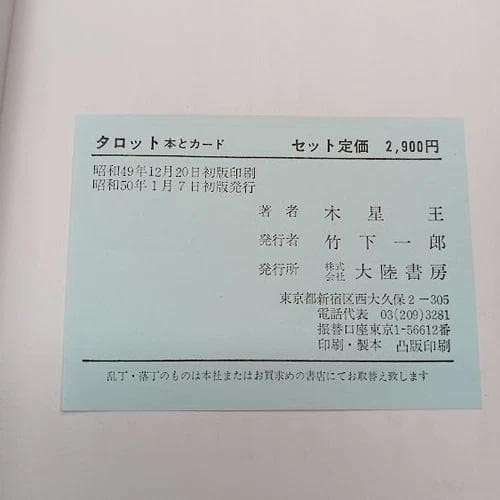 タロット 本とカード セット定価 2,900円
昭和49年12月20日初版印刷
昭和50年1月7日初版発行
著者 木星王
発行者 竹下一郎
発行所 株式会社 大陸書房
東京都新宿区西大久保2-305
電話代表 03(209)3281
振替口座東京1-56612番
印刷・製本 凸版印刷
乱丁・落丁のものは本社またはお買求めの書店にてお取替え致します